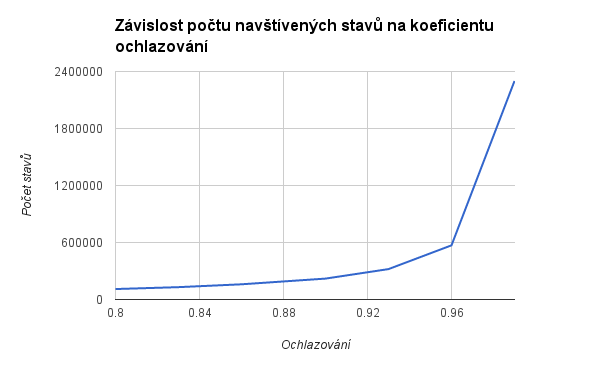 Závislost počtu navštívených stavů na koeficientu
ochlazování
2400000
1800000
1200000
600000
0
Počet stavů
0.8
0.84
0.88
0.92
0.96
Ochlazování